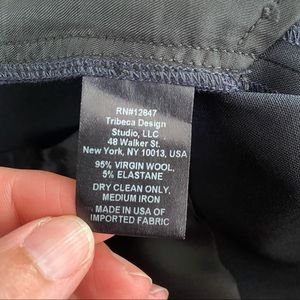 RN#12847
Tribeca Design
Studio, LLC
48 Walker St.
New York, NY 10013, USA
95% VIRGIN WOOL,
5% ELASTANE
DRY CLEAN ONLY,
MEDIUM IRON
MADE IN USA OF
IMPORTED FABRIC